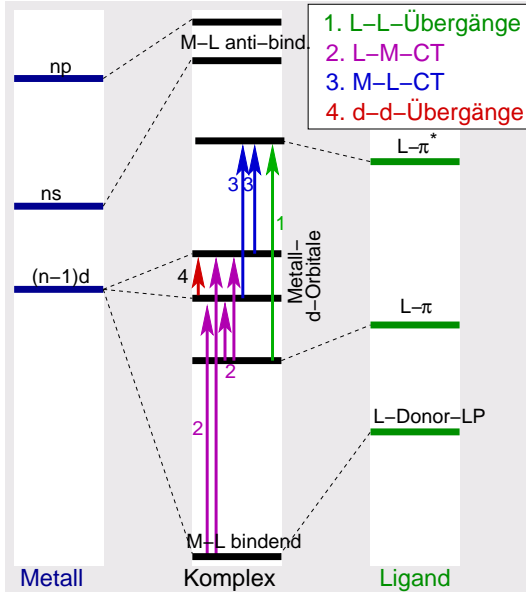 1. L−L−Übergänge
2. L−M−CT
3. M−L−CT
4. d−d−Übergänge
M−L anti−bind.
np
L−π*
3 3
ns
1
(n−1)d
4
Metall−
d−Orbitale
L−π
2
L−Donor−LP
2
M−L bindend
Metall
Komplex
Ligand